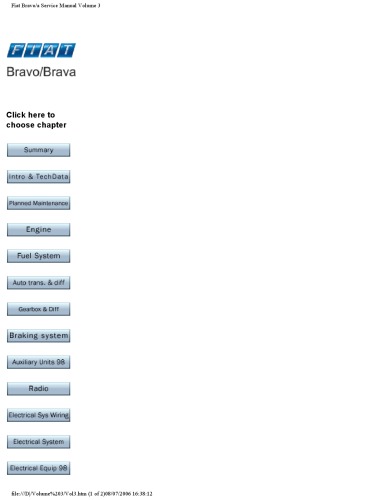 Fiat Bravo/a Service Manual Volume 3
FIAT
Bravo/Brava
Click here to
choose chapter
Summary
Intro & TechData
Planned Maintenance
Engine
Fuel System
Auto trans. & diff
Gearbox & Diff
Braking system
Auxiliary Units 98
Radio
Electrical Sys Wiring
Electrical System
Electrical Equip 98
file:///D|/Volume%203/Vol3.htm (1 of 2)08/07/2006 16:38:12